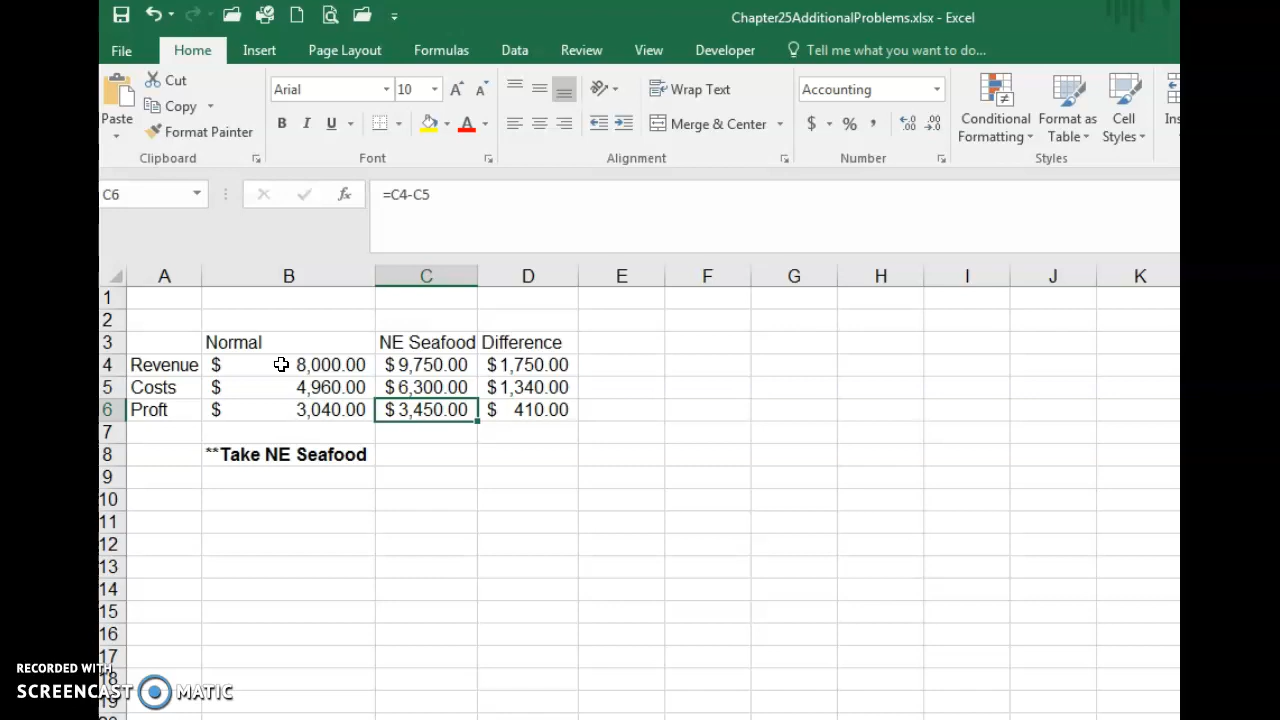 Chapter25AdditionalProblems.xlsx - Excel
File Home Insert Page Layout Formulas Data Review View Developer Tell me what you want to do...
Paste
Cut
Copy
Format Painter
Clipboard
Arial 10
B I U
Font
Wrap Text
Merge & Center
Alignment
Accounting
$ % ,
Number
Conditional Formatting
Format as Table
Cell Styles
Styles
Ins
C6 fx =C4-C5
A B C D E F G H I J K
1
2
3 Normal NE Seafood Difference
4 Revenue $ 8,000.00 $ 9,750.00 $ 1,750.00
5 Costs $ 4,960.00 $ 6,300.00 $ 1,340.00
6 Proft $ 3,040.00 $ 3,450.00 $ 410.00
7
8 **Take NE Seafood
9
10
11
12
13
14
15
16
17
18
19
RECORDED WITH
SCREENCAST MATIC